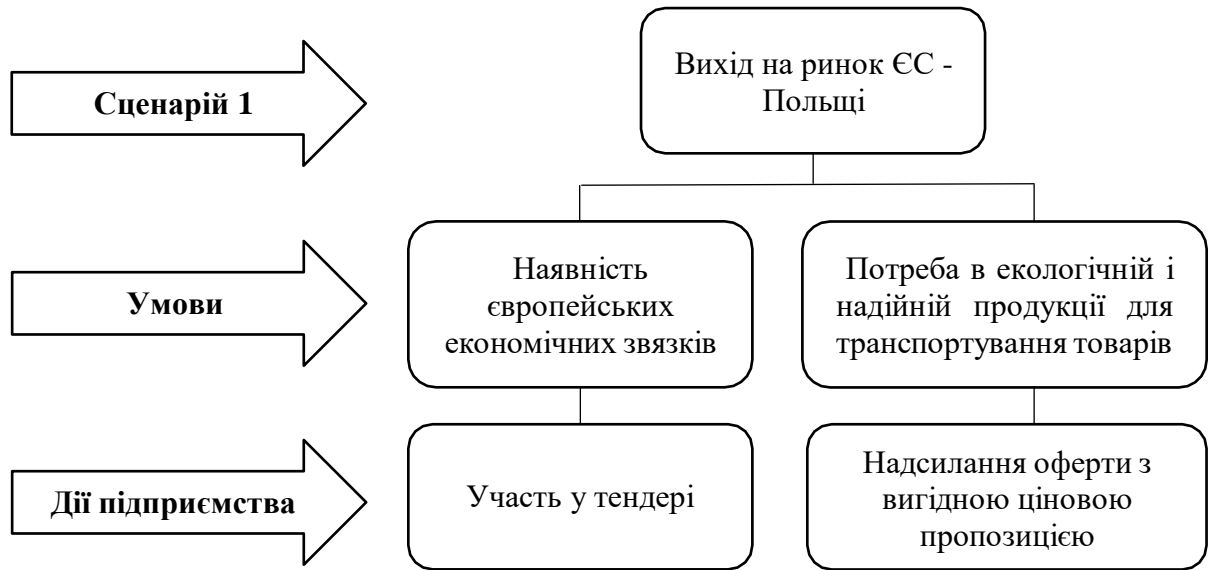 Сценарій 1
Вихід на ринок ЄС -
Польщі
Умови
Наявність
європейських
економічних звязків
Потреба в екологічній і
надійній продукції для
транспортування товарів
Дії підприємства
Участь у тендері
Надсилання оферти з
вигідною ціновою
пропозицією